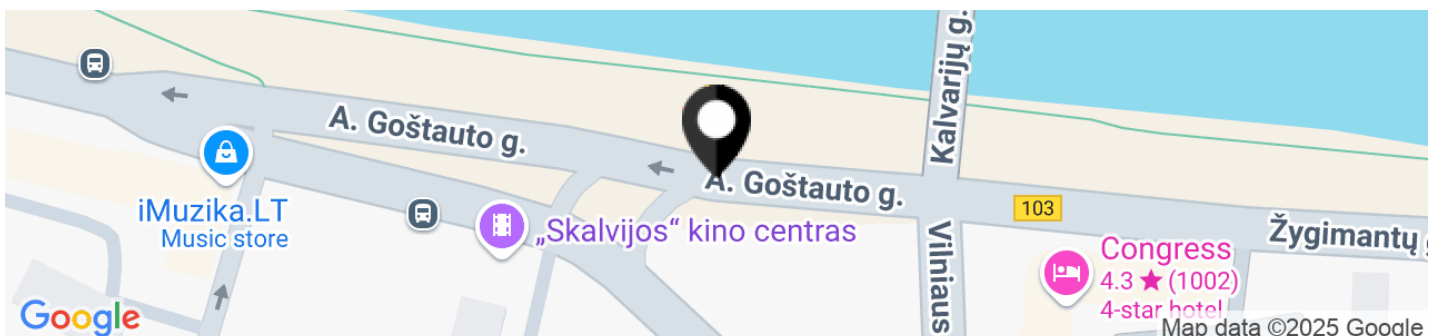 Kalvarijų g.
A. Goštauto g.
A. Goštauto g.
103
iMuzika.LT
Music store
„Skalvijos“ kino centras
Vilniaus
Žygimantų g
Congress
4.3 ★ (1002)
4-star hotel
Google
Map data ©2025 Google